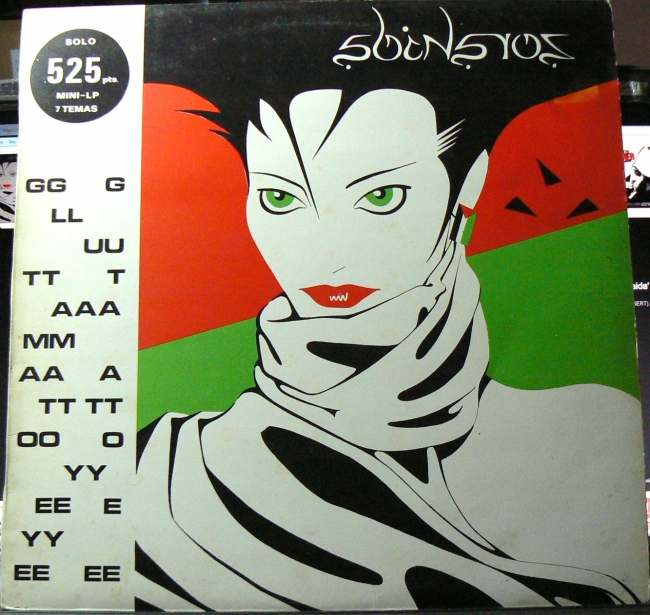 SOLO
525 pts.
MINI-LP
7 TEMAS
GG G
LL
UU
TT T
AAA
MM
AA A
TT TT
OO O
YY
EE E
YY
EE EE